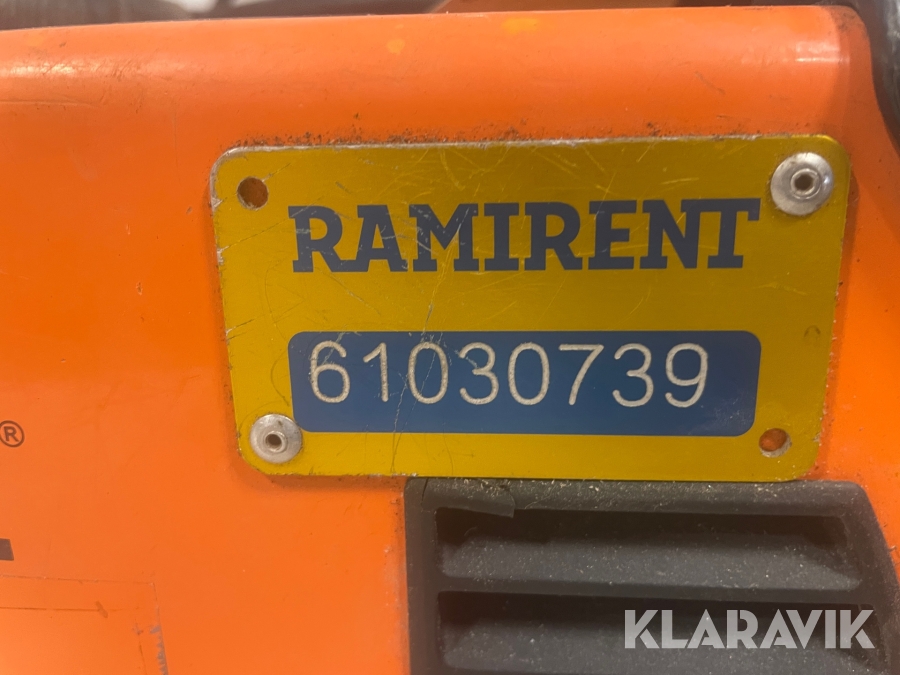 RAMIRENT
61030739
®
KLARAVIK